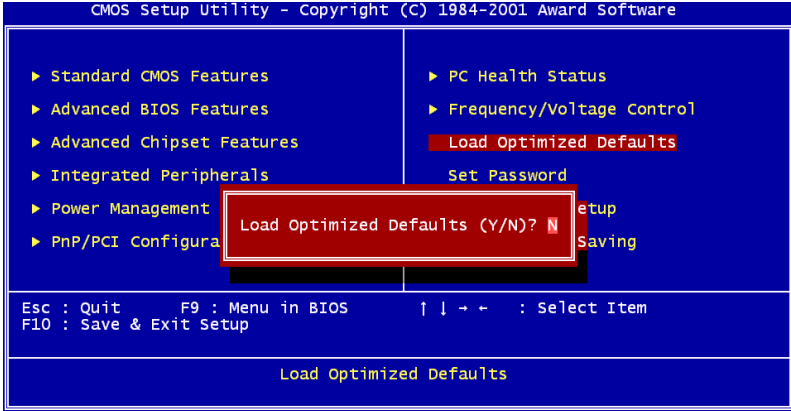 CMOS Setup Utility - Copyright (C) 1984-2001 Award Software
▶ Standard CMOS Features
▶ Advanced BIOS Features
▶ Advanced Chipset Features
▶ Integrated Peripherals
▶ Power Management
▶ PnP/PCI Configura
▶ PC Health Status
▶ Frequency/Voltage Control
Load Optimized Defaults
Set Password
etup
Saving
Load Optimized Defaults (Y/N)? N
Esc : Quit F9 : Menu in BIOS ↑ ↓ → ← : Select Item
F10 : Save & Exit Setup
Load Optimized Defaults